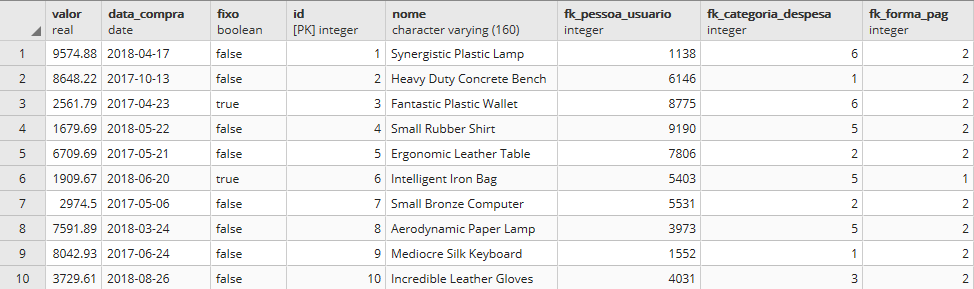 valor data_compra fixo id nome fk_pessoa_usuario fk_categoria_despesa fk_forma_pag
real date boolean [PK] integer character varying (160) integer integer integer
1 9574.88 2018-04-17 false 1 Synergistic Plastic Lamp 1138 6 2
2 8648.22 2017-10-13 false 2 Heavy Duty Concrete Bench 6146 1 2
3 2561.79 2017-04-23 true 3 Fantastic Plastic Wallet 8775 6 2
4 1679.69 2018-05-22 false 4 Small Rubber Shirt 9190 5 2
5 6709.69 2017-05-21 false 5 Ergonomic Leather Table 7806 2 2
6 1909.67 2018-06-20 true 6 Intelligent Iron Bag 5403 5 1
7 2974.5 2017-05-06 false 7 Small Bronze Computer 5531 2 2
8 7591.89 2018-03-24 false 8 Aerodynamic Paper Lamp 3973 5 2
9 8042.93 2017-06-24 false 9 Mediocre Silk Keyboard 1552 1 2
10 3729.61 2018-08-26 false 10 Incredible Leather Gloves 4031 3 2